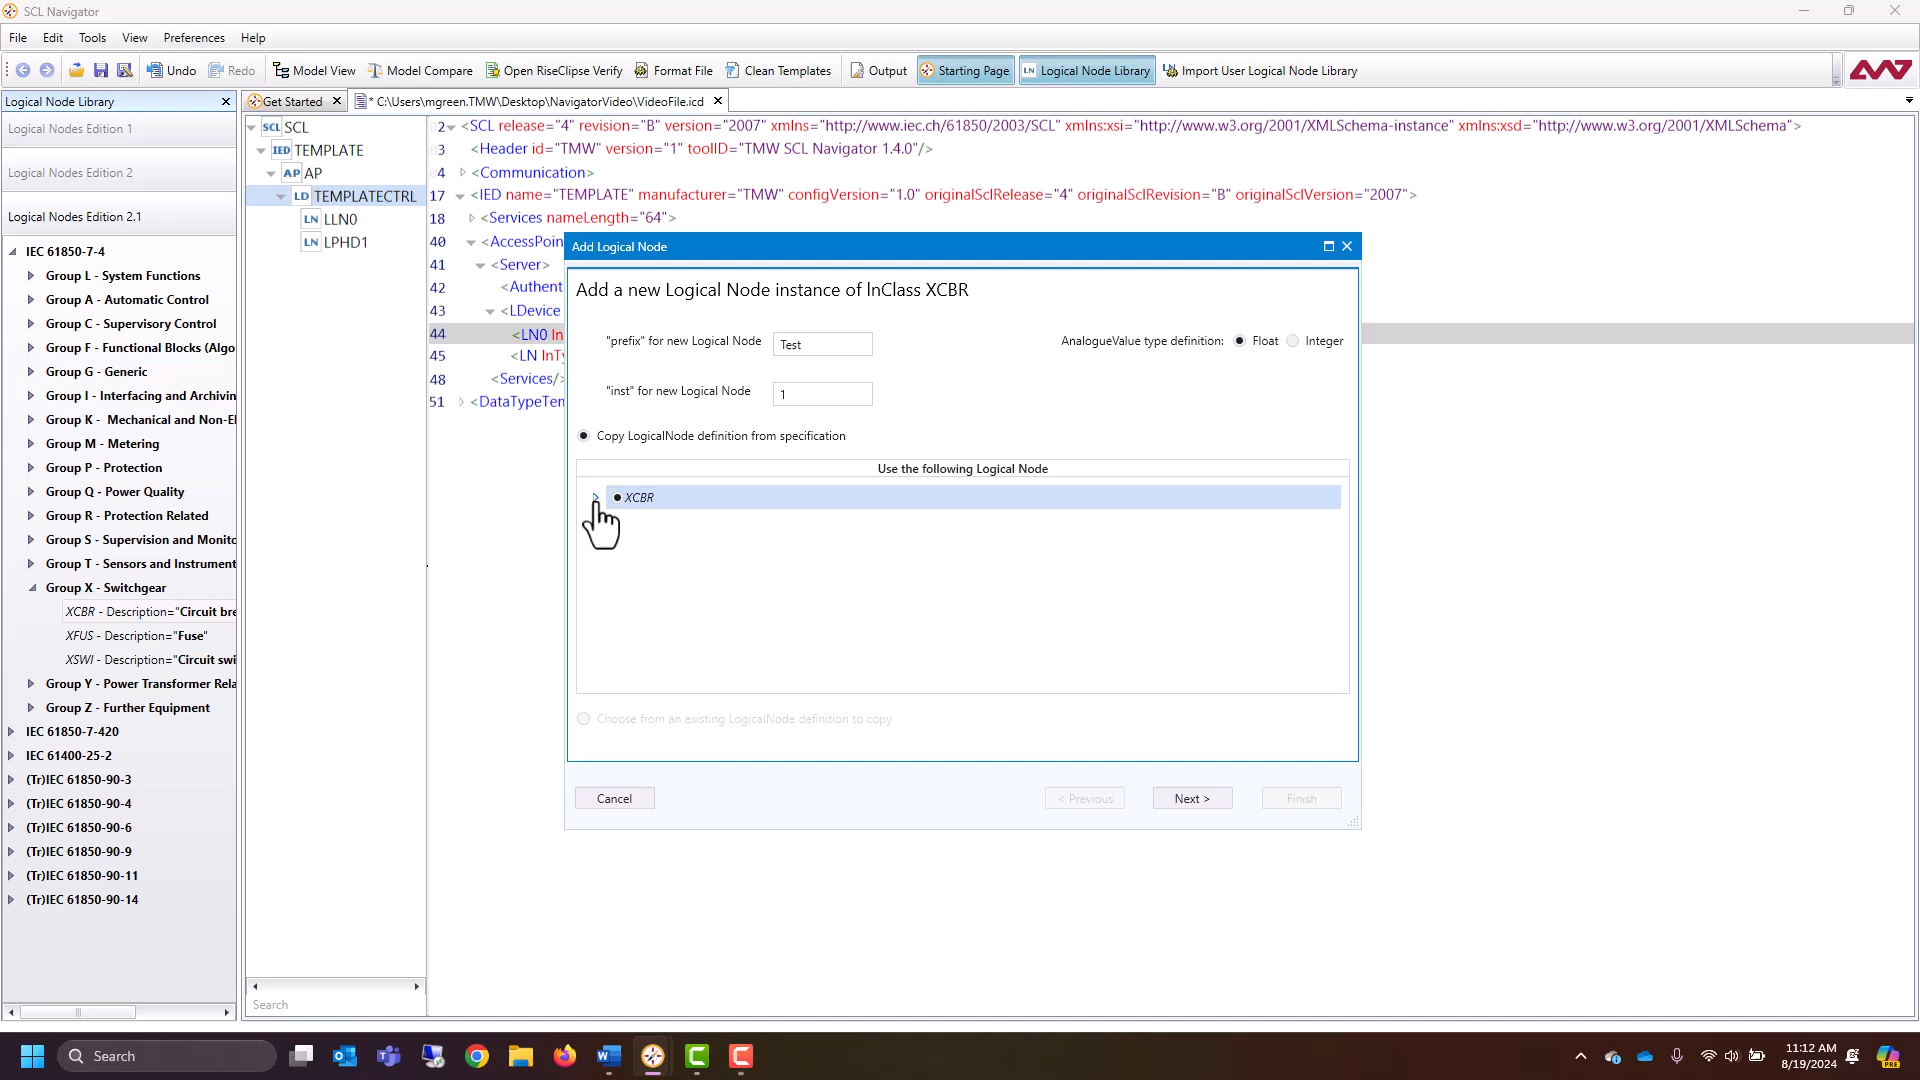 SCL Navigator
File Edit Tools View Preferences Help
Undo Redo Model View Model Compare Open RiseClipse Verify Format File Clean Templates Output Starting Page LN Logical Node Library Import User Logical Node Library
Logical Node Library
Get Started * C:\Users\mgreen.TMW\Desktop\NavigatorVideo\VideoFile.icd
Logical Nodes Edition 1
Logical Nodes Edition 2
Logical Nodes Edition 2.1
IEC 61850-7-4
Group L - System Functions
Group A - Automatic Control
Group C - Supervisory Control
Group F - Functional Blocks (Algo
Group G - Generic
Group I - Interfacing and Archivin
Group K - Mechanical and Non-El
Group M - Metering
Group P - Protection
Group Q - Power Quality
Group R - Protection Related
Group S - Supervision and Monito
Group T - Sensors and Instrument
Group X - Switchgear
XCBR - Description="Circuit bre
XFUS - Description="Fuse"
XSWI - Description="Circuit swi
Group Y - Power Transformer Rela
Group Z - Further Equipment
IEC 61850-7-420
IEC 61400-25-2
(Tr)IEC 61850-90-3
(Tr)IEC 61850-90-4
(Tr)IEC 61850-90-6
(Tr)IEC 61850-90-9
(Tr)IEC 61850-90-11
(Tr)IEC 61850-90-14
SCL SCL
IED TEMPLATE
AP AP
LD TEMPLATECTRL
LN LLN0
LN LPHD1
Search
2 <SCL release="4" revision="B" version="2007" xmlns="http://www.iec.ch/61850/2003/SCL" xmlns:xsi="http://www.w3.org/2001/XMLSchema-instance" xmlns:xsd="http://www.w3.org/2001/XMLSchema">
3 <Header id="TMW" version="1" toolID="TMW SCL Navigator 1.4.0"/>
4 <Communication>
17 <IED name="TEMPLATE" manufacturer="TMW" configVersion="1.0" originalSclRelease="4" originalSclRevision="B" originalSclVersion="2007">
18 <Services nameLength="64">
40 <AccessPoin
41 <Server>
42 <Authent
43 <LDevice
44 <LN0 ln
45 <LN lnTy
48 <Services/>
51 <DataTypeTem
Add Logical Node
Add a new Logical Node instance of lnClass XCBR
"prefix" for new Logical Node Test AnalogueValue type definition: Float Integer
"inst" for new Logical Node 1
Copy LogicalNode definition from specification
Use the following Logical Node
XCBR
Choose from an existing LogicalNode definition to copy
Cancel < Previous Next > Finish
Search
11:12 AM
8/19/2024
PRE